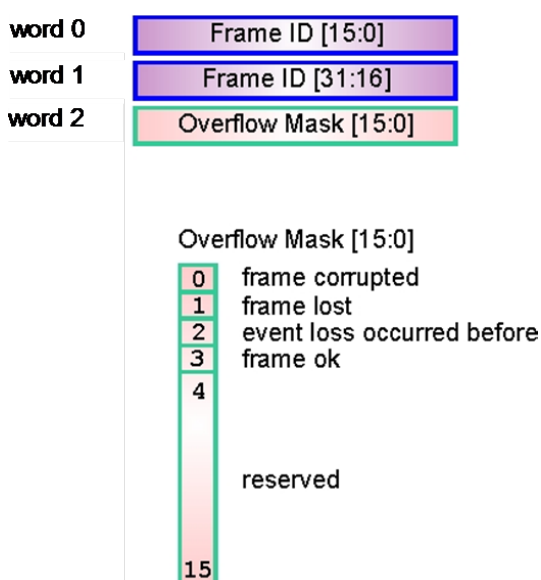 word 0 Frame ID [15:0]
word 1 Frame ID [31:16]
word 2 Overflow Mask [15:0]
Overflow Mask [15:0]
0 frame corrupted
1 frame lost
2 event loss occurred before
3 frame ok
4
reserved
15